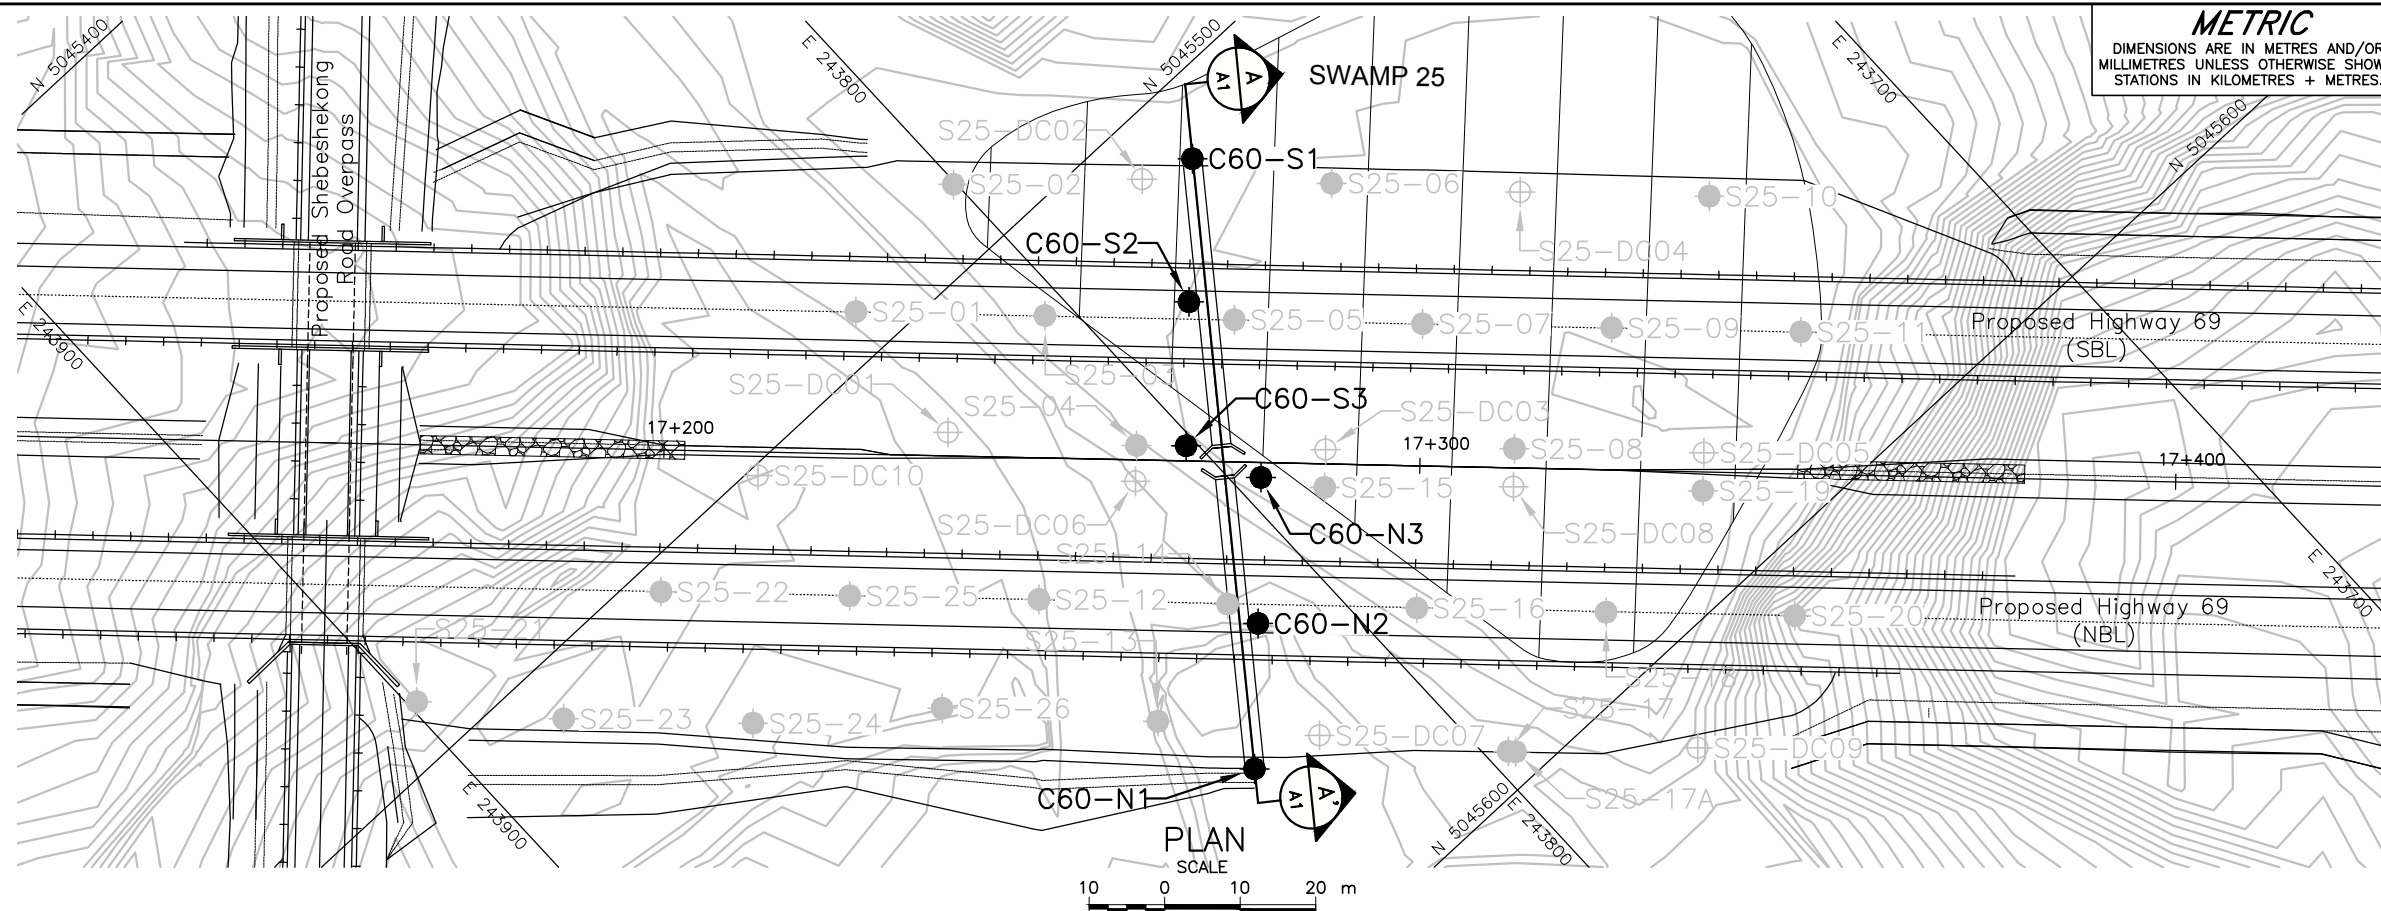 METRIC
DIMENSIONS ARE IN METRES AND/OR
MILLIMETRES UNLESS OTHERWISE SHOW
STATIONS IN KILOMETRES + METRES.
N 5045400
E 243800
N 5045500
E 243700
N 5045600
A
A1
SWAMP 25
Proposed Shebeshekong
Road Overpass
S25-DC02
C60-S1
S25-02
S25-06
S25-10
C60-S2
S25-DC04
E 243900
S25-01
S25-05
S25-07
S25-09
S25-11
Proposed Highway 69
(SBL)
S25-03
S25-DC01
S25-04
C60-S3
S25-DC03
17+200
17+300
S25-08
S25-DC05
17+400
S25-DC10
S25-15
S25-19
S25-DC06
C60-N3
S25-DC08
S25-14
E 243700
S25-22
S25-25
S25-12
S25-16
S25-20
Proposed Highway 69
(NBL)
S25-21
S25-13
C60-N2
S25-18
S25-23
S25-24
S25-26
S25-17
S25-DC07
S25-DC09
C60-N1
A'
A1
S25-17A
E 243900
N 5045600
E 243800
PLAN
SCALE
10 0 10 20 m